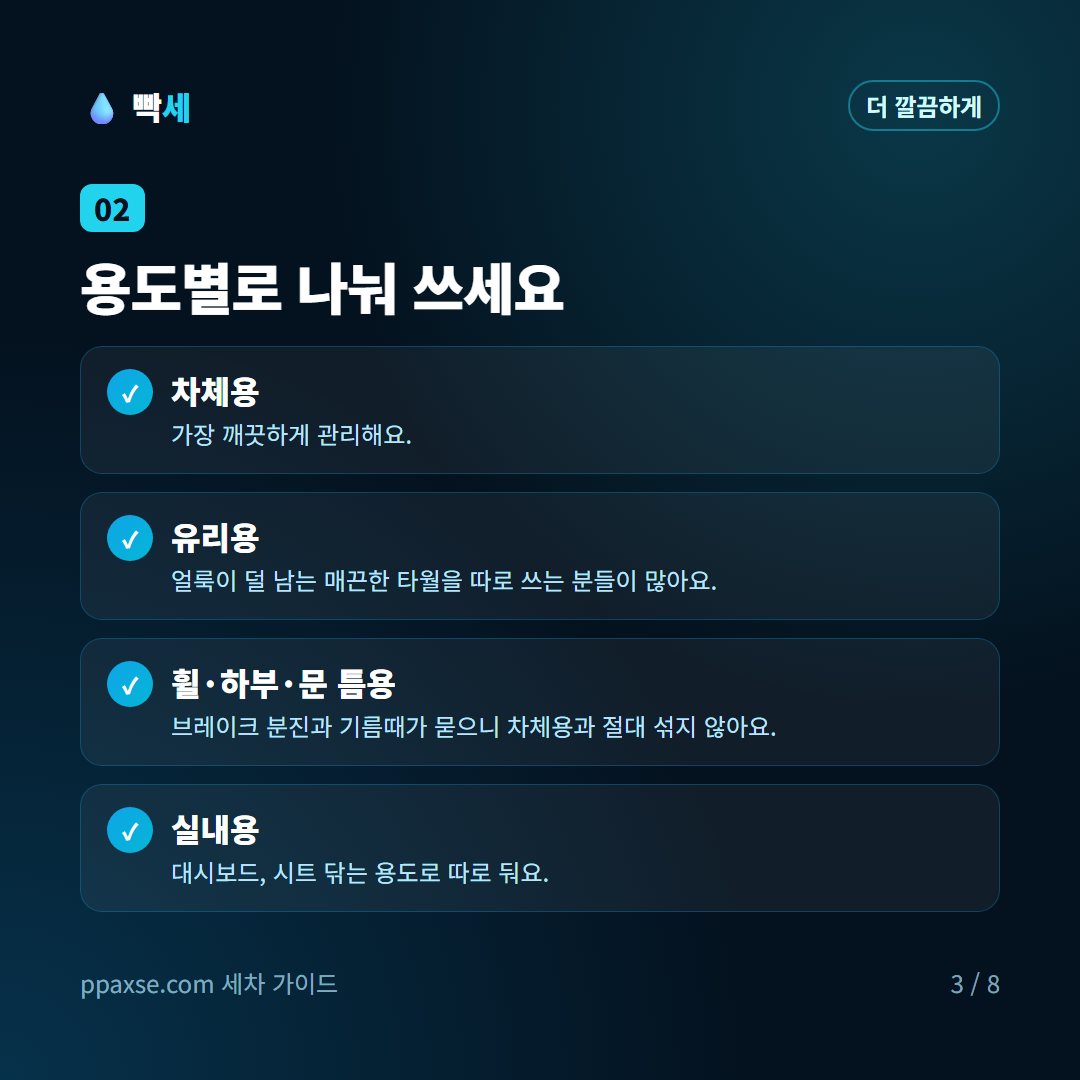 빡세
더 깔끔하게
02
용도별로 나눠 쓰세요
✓ 차체용
가장 깨끗하게 관리해요.
✓ 유리용
얼룩이 덜 남는 매끈한 타월을 따로 쓰는 분들이 많아요.
✓ 휠·하부·문 틈용
브레이크 분진과 기름때가 묻으니 차체용과 절대 섞지 않아요.
✓ 실내용
대시보드, 시트 닦는 용도로 따로 둬요.
ppaxse.com 세차 가이드
3 / 8